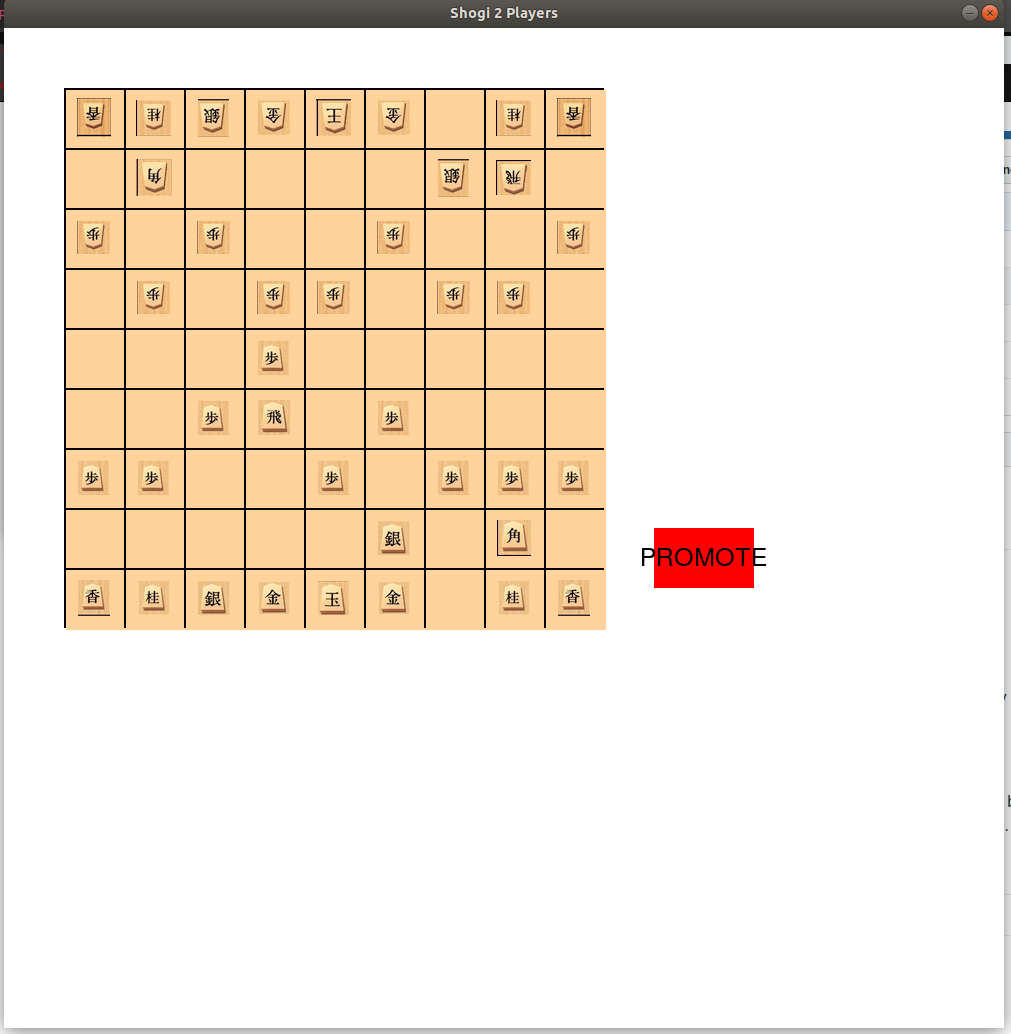 Shogi 2 Players
香 桂 銀 金 王 金 桂 香
角 銀 飛
歩 歩 歩 歩
歩 歩 歩 歩 歩
歩
歩 飛 歩
歩 歩 歩 歩 歩 歩
銀 角
PROMOTE
香 桂 銀 金 玉 金 桂 香